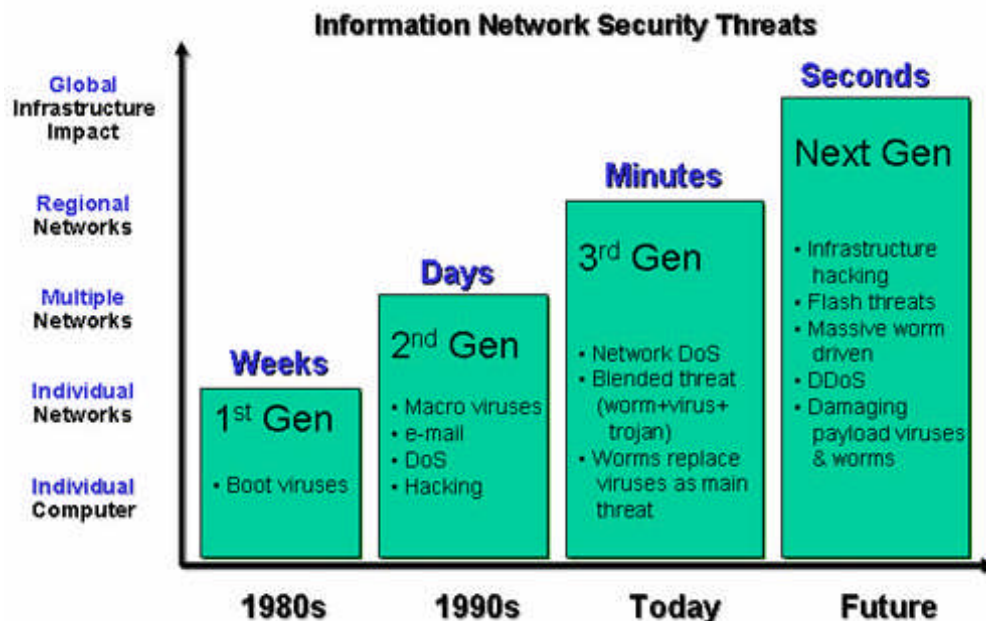 Information Network Security Threats
Global
Infrastructure
Impact
Regional
Networks
Multiple
Networks
Individual
Networks
Individual
Computer
Weeks
1st Gen
• Boot viruses
Days
2nd Gen
• Macro viruses
• e-mail
• DoS
• Hacking
Minutes
3rd Gen
• Network DoS
• Blended threat
(worm+virus+
trojan)
• Worms replace
viruses as main
threat
Seconds
Next Gen
• Infrastructure
hacking
• Flash threats
• Massive worm
driven
• DDoS
• Damaging
payload viruses
& worms
1980s
1990s
Today
Future